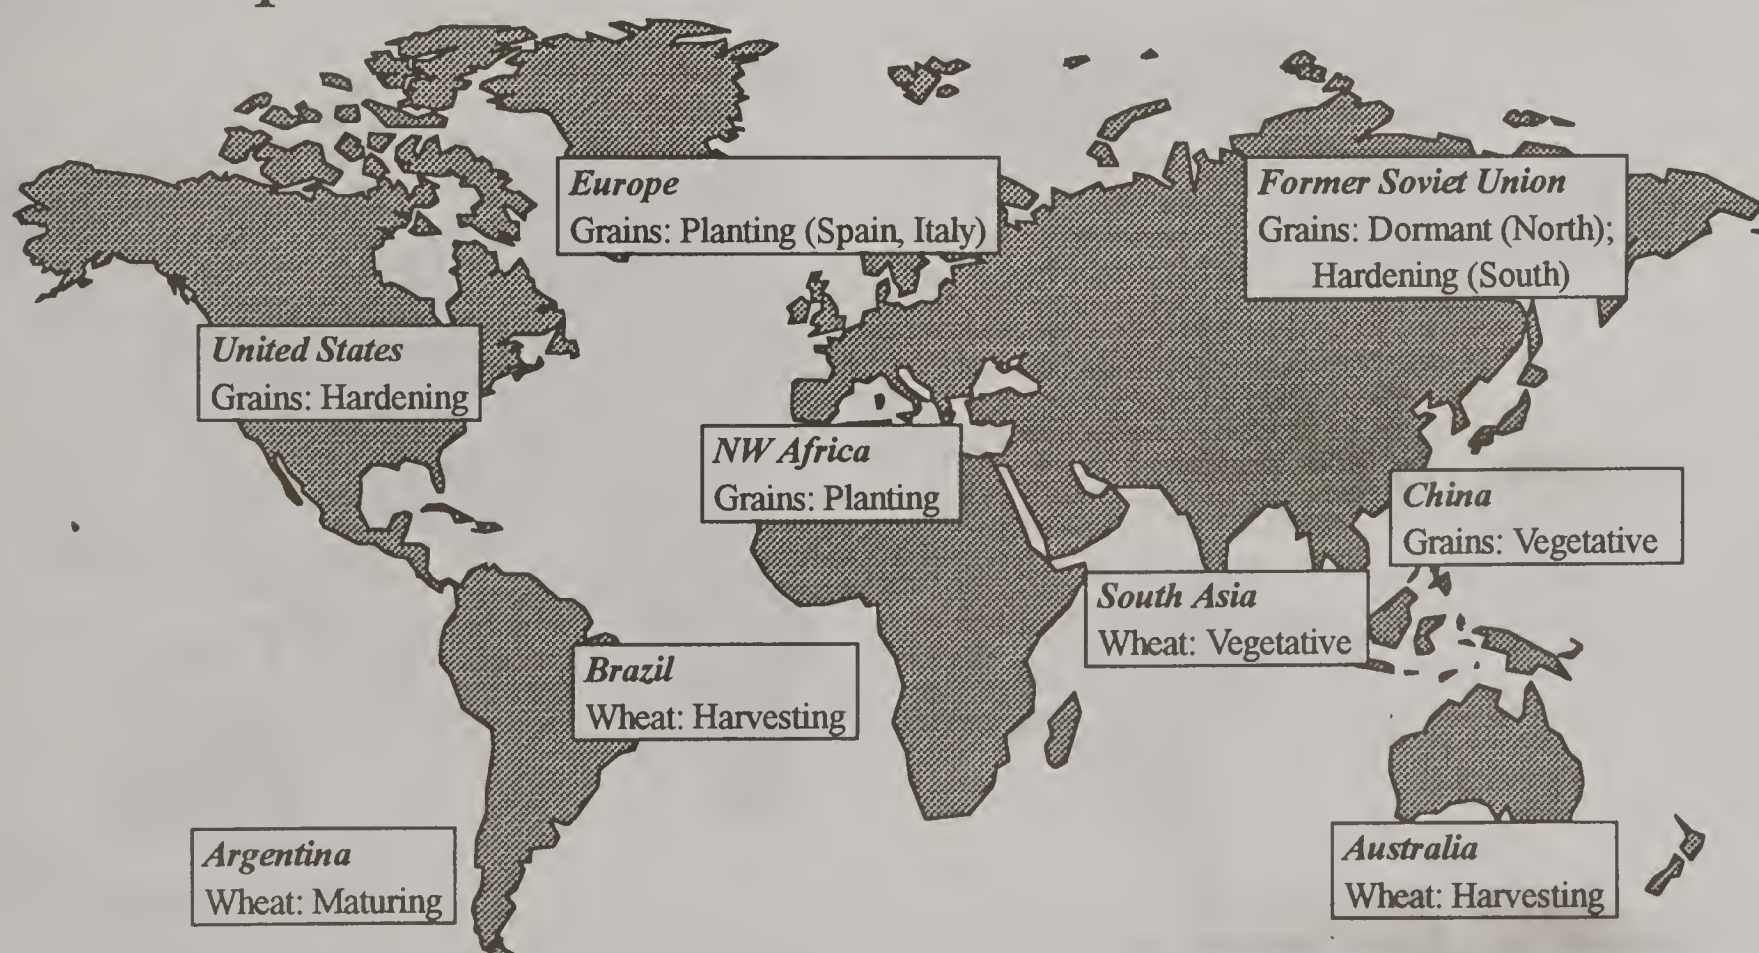 Europe
Grains: Planting (Spain, Italy)
Former Soviet Union
Grains: Dormant (North);
Hardening (South)
United States
Grains: Hardening
NW Africa
Grains: Planting
China
Grains: Vegetative
South Asia
Wheat: Vegetative
Brazil
Wheat: Harvesting
Argentina
Wheat: Maturing
Australia
Wheat: Harvesting